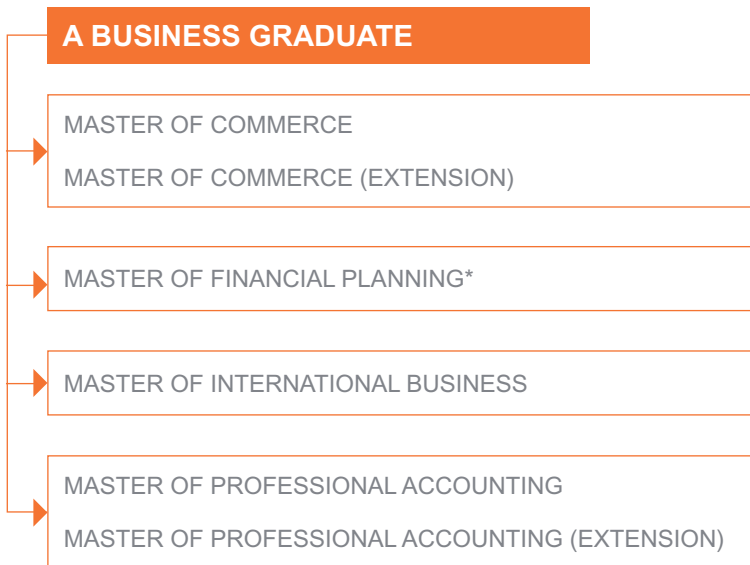 A BUSINESS GRADUATE
MASTER OF COMMERCE
MASTER OF COMMERCE (EXTENSION)
MASTER OF FINANCIAL PLANNING*
MASTER OF INTERNATIONAL BUSINESS
MASTER OF PROFESSIONAL ACCOUNTING
MASTER OF PROFESSIONAL ACCOUNTING (EXTENSION)